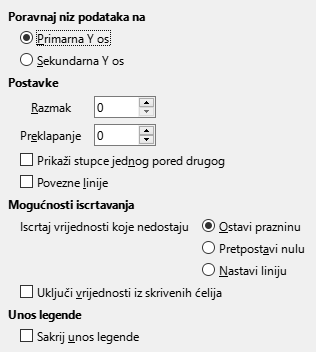 Poravnaj niz podataka na
Primarna Y os
Sekundarna Y os
Postavke
Razmak 0
Preklapanje 0
Prikaži stupce jednog pored drugog
Povezne linije
Mogućnosti iscrtavanja
Iscrtaj vrijednosti koje nedostaju Ostavi prazninu
Pretpostavi nulu
Nastavi liniju
Uključi vrijednosti iz skrivenih ćelija
Unos legende
Sakrij unos legende